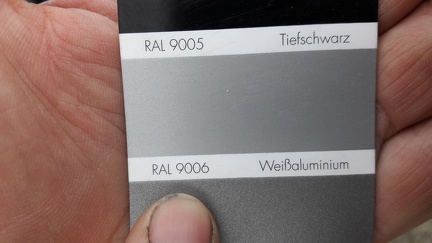 RAL 9005 Tiefschwarz
RAL 9006 Weißaluminium